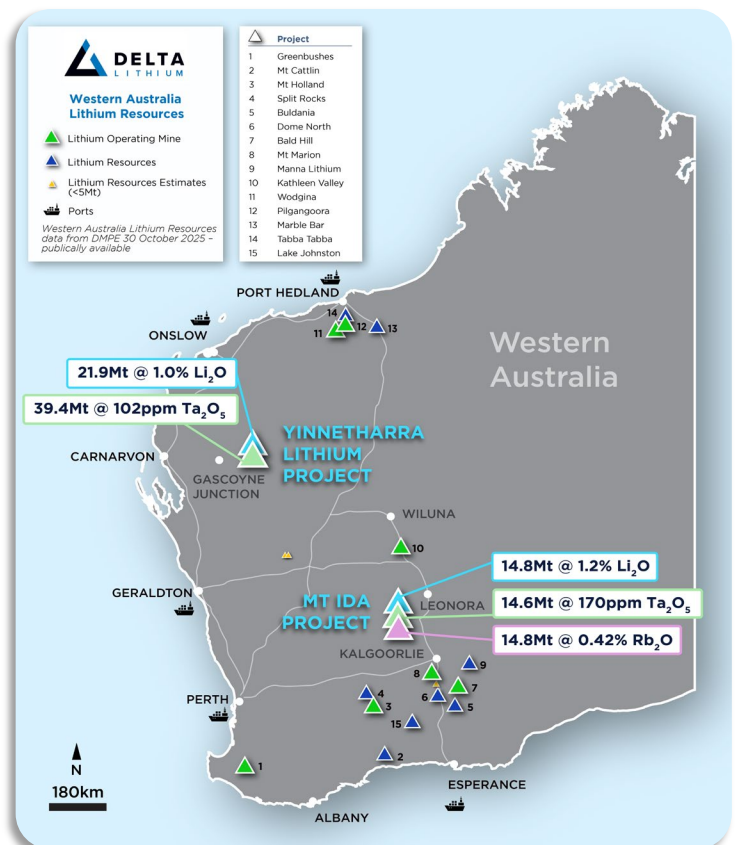 DELTA
LITHIUM
Western Australia
Lithium Resources
Lithium Operating Mine
Lithium Resources
Lithium Resources Estimates
(<5Mt)
Ports
Western Australia Lithium Resources
data from DMPE 30 October 2025 –
publically available
Project
1 Greenbushes
2 Mt Cattlin
3 Mt Holland
4 Split Rocks
5 Buldania
6 Dome North
7 Bald Hill
8 Mt Marion
9 Manna Lithium
10 Kathleen Valley
11 Wodgina
12 Pilgangoora
13 Marble Bar
14 Tabba Tabba
15 Lake Johnston
PORT HEDLAND
14
11
12
13
ONSLOW
Western
Australia
21.9Mt @ 1.0% Li₂O
39.4Mt @ 102ppm Ta₂O₅
YINNETHARRA
LITHIUM
PROJECT
CARNARVON
GASCOYNE
JUNCTION
WILUNA
10
14.8Mt @ 1.2% Li₂O
GERALDTON
MT IDA
PROJECT
LEONORA
14.6Mt @ 170ppm Ta₂O₅
14.8Mt @ 0.42% Rb₂O
KALGOORLIE
9
8
7
PERTH
4
3
6
5
15
2
1
N
180km
ESPERANCE
ALBANY